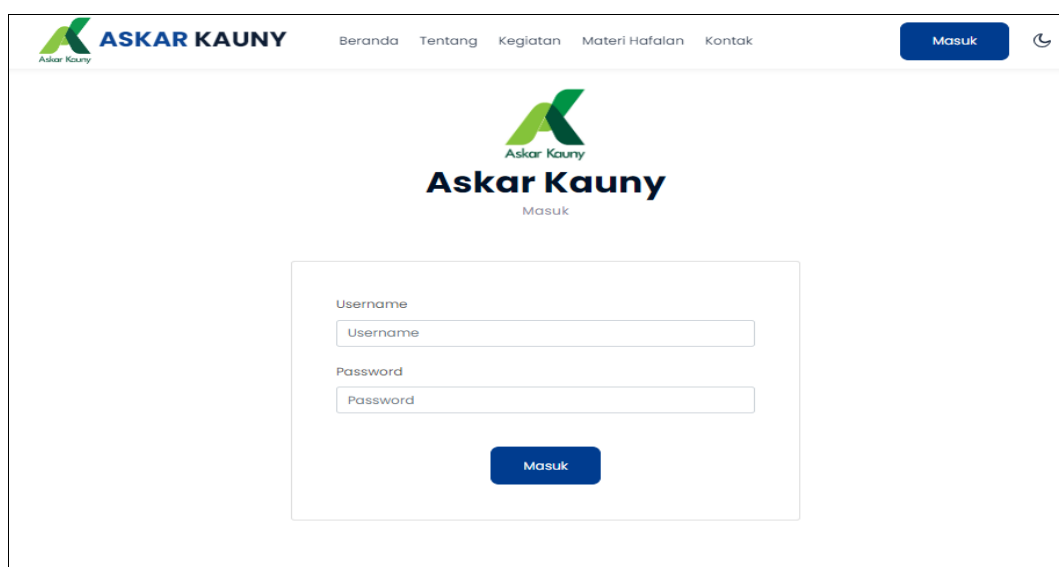 Askar Kauny
ASKAR KAUNY
Beranda Tentang Kegiatan Materi Hafalan Kontak
Masuk
Askar Kauny
Askar Kauny
Masuk
Username
Username
Password
Password
Masuk